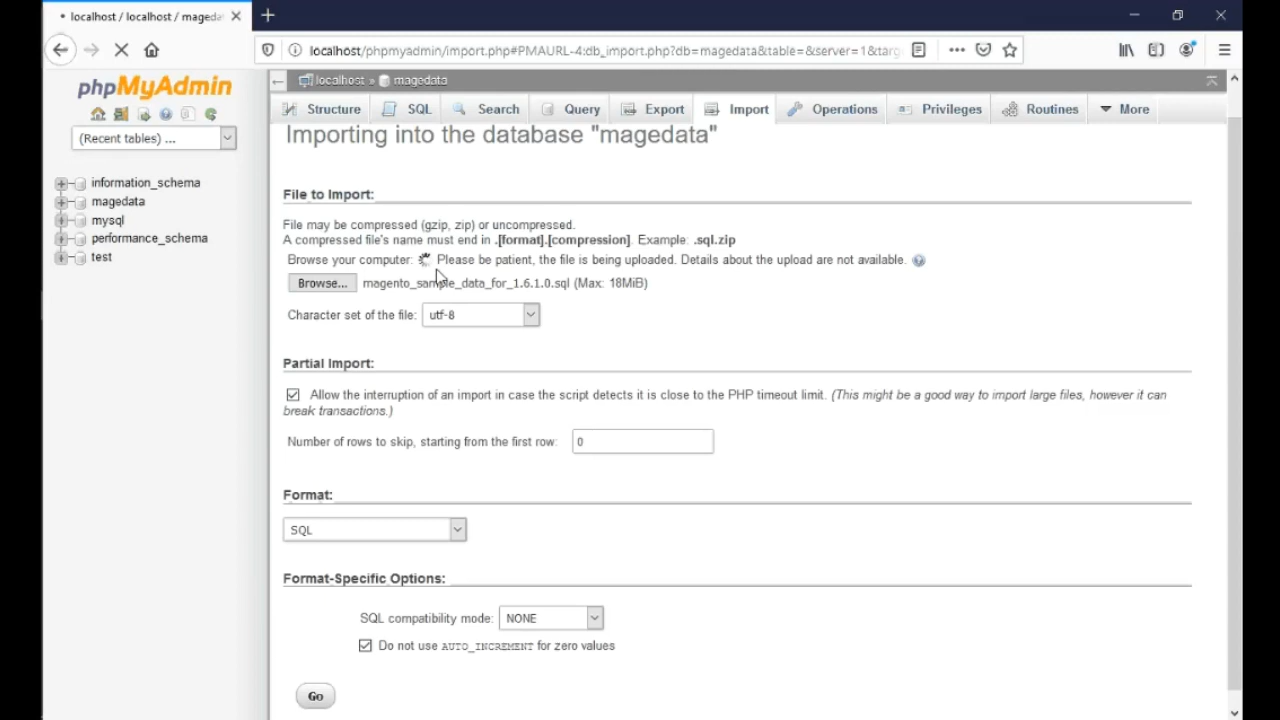 localhost / localhost / mageda
localhost/phpmyadmin/import.php#PMAURL-4:db_import.php?db=magedata&table=&server=1&targ
phpMyAdmin
(Recent tables) ...
information_schema
magedata
mysql
performance_schema
test
localhost » magedata
Structure SQL Search Query Export Import Operations Privileges Routines More
Importing into the database "magedata"
File to Import:
File may be compressed (gzip, zip) or uncompressed.
A compressed file's name must end in .[format].[compression]. Example: .sql.zip
Browse your computer: Please be patient, the file is being uploaded. Details about the upload are not available.
Browse... magento_sample_data_for_1.6.1.0.sql (Max: 18MiB)
Character set of the file: utf-8
Partial Import:
Allow the interruption of an import in case the script detects it is close to the PHP timeout limit. (This might be a good way to import large files, however it can
break transactions.)
Number of rows to skip, starting from the first row: 0
Format:
SQL
Format-Specific Options:
SQL compatibility mode: NONE
Do not use AUTO_INCREMENT for zero values
Go